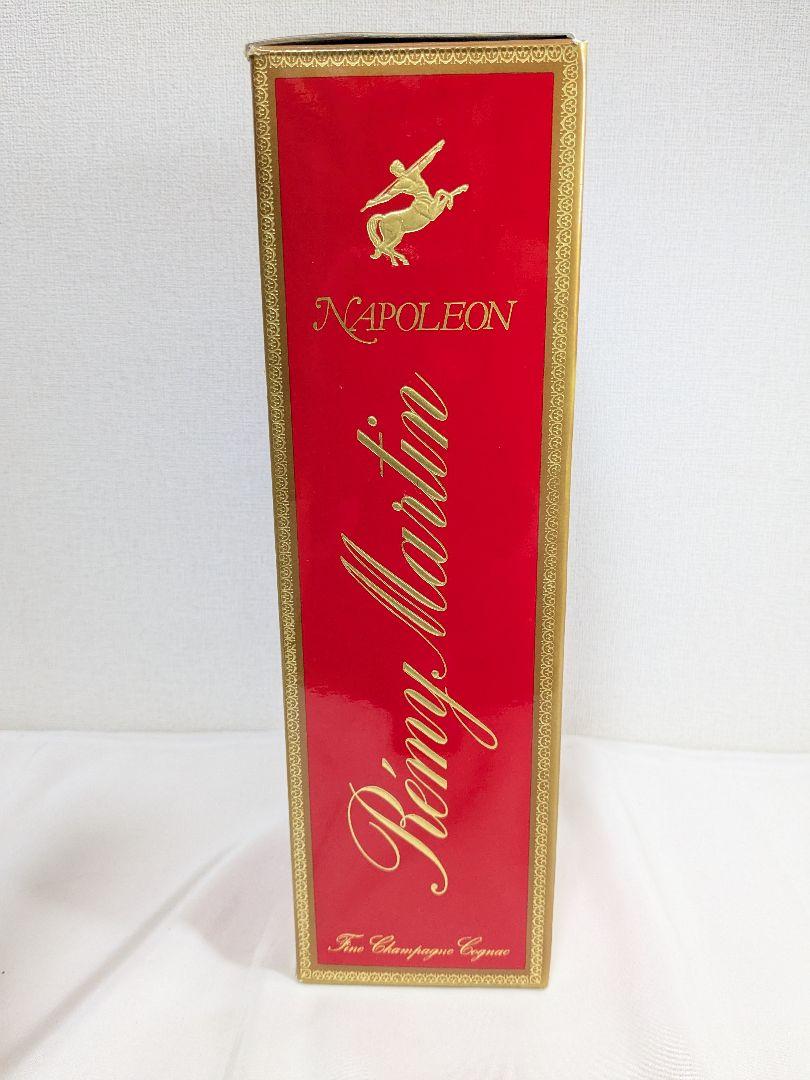 NAPOLEON
Rémy Martin
Fine Champagne Cognac